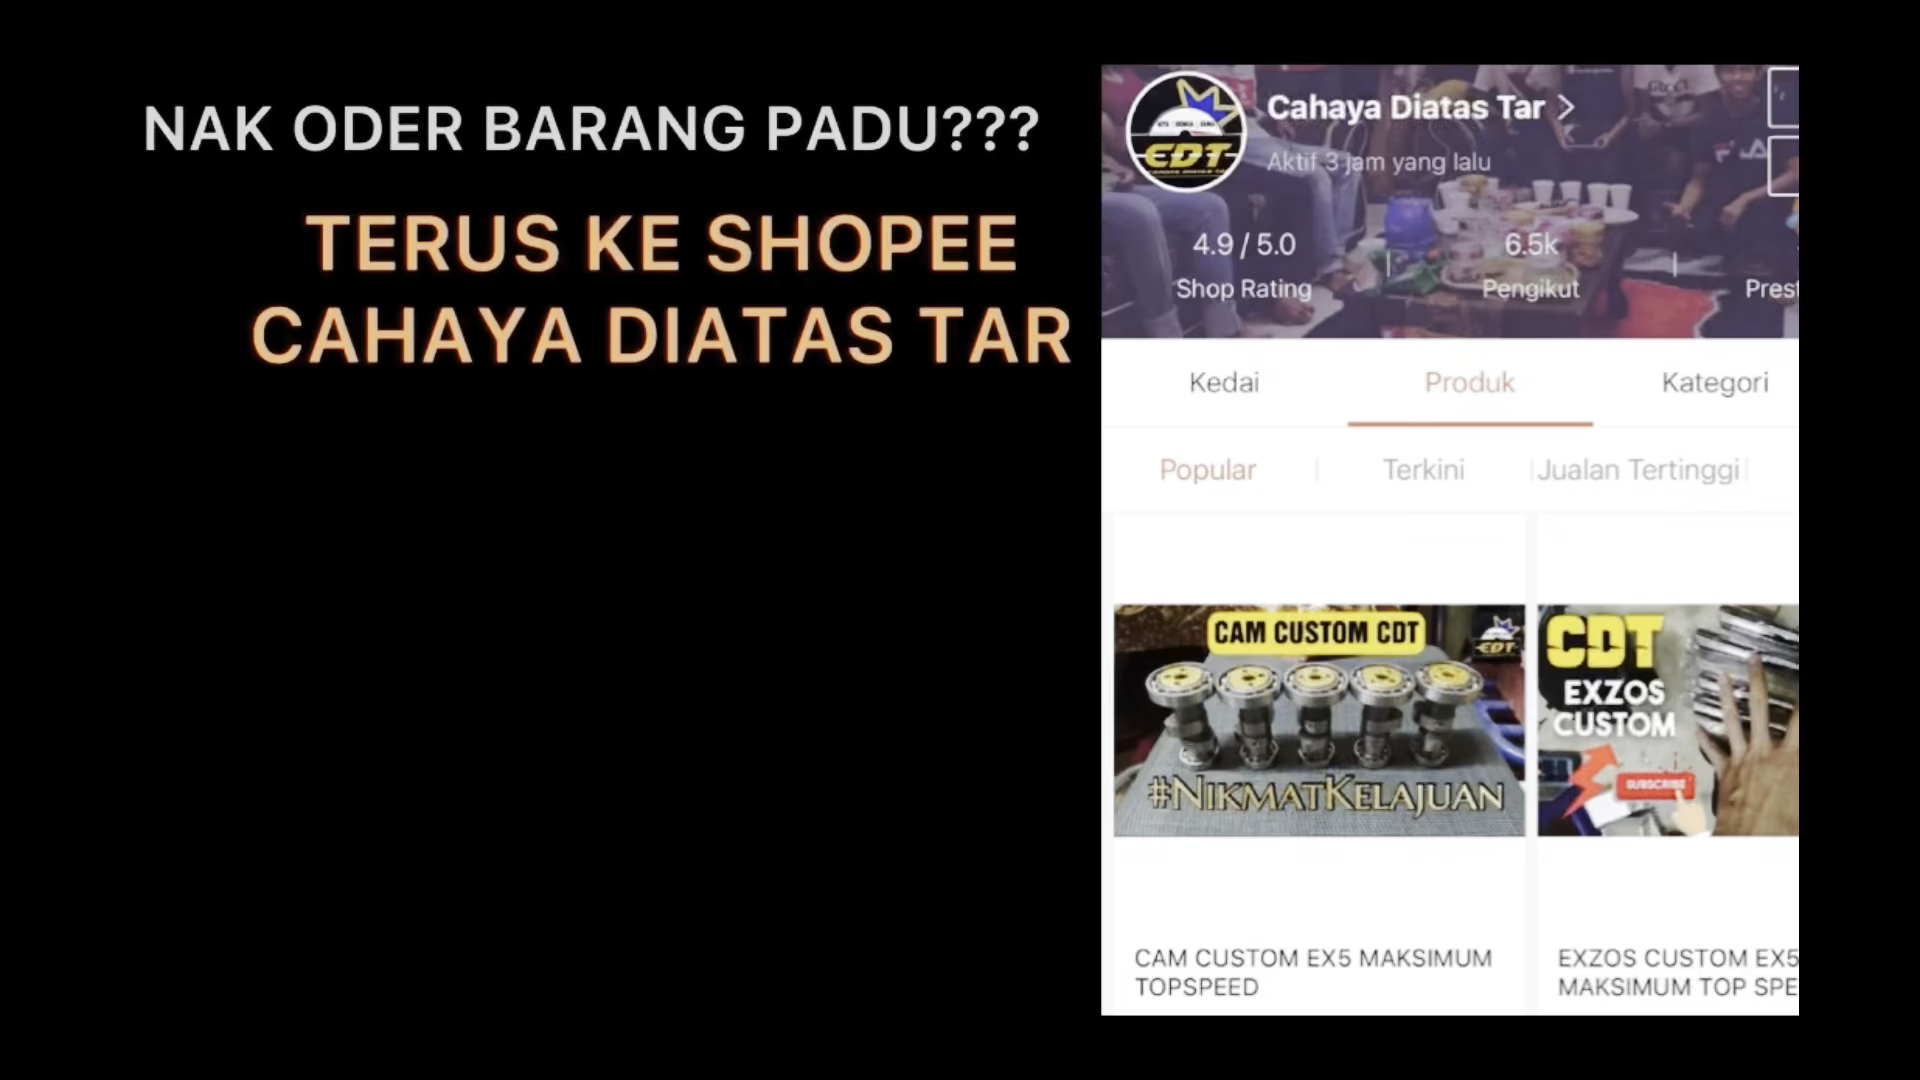 NAK ODER BARANG PADU???
TERUS KE SHOPEE
CAHAYA DIATAS TAR
Cahaya Diatas Tar
Aktif 3 jam yang lalu
CDT
4.9 / 5.0
6.5k
Shop Rating
Pengikut
Prest
Kedai
Produk
Kategori
Popular
Terkini
Jualan Tertinggi
CAM CUSTOM CDT
#NIKMATKELAJUAN
CDT
EXZOS
CUSTOM
SUBSCRIBE
CAM CUSTOM EX5 MAKSIMUM
TOPSPEED
EXZOS CUSTOM EX5
MAKSIMUM TOP SPE